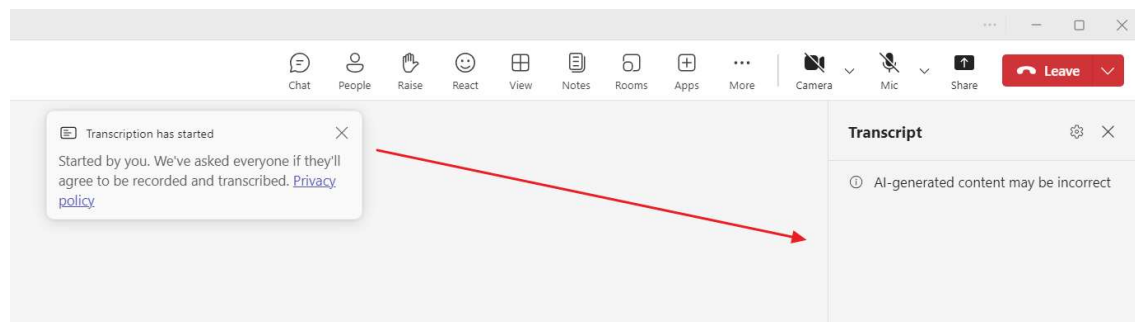 Chat People Raise React View Notes Rooms Apps More Camera Mic Share Leave
Transcription has started
Started by you. We've asked everyone if they'll
agree to be recorded and transcribed. Privacy
policy
Transcript
AI-generated content may be incorrect